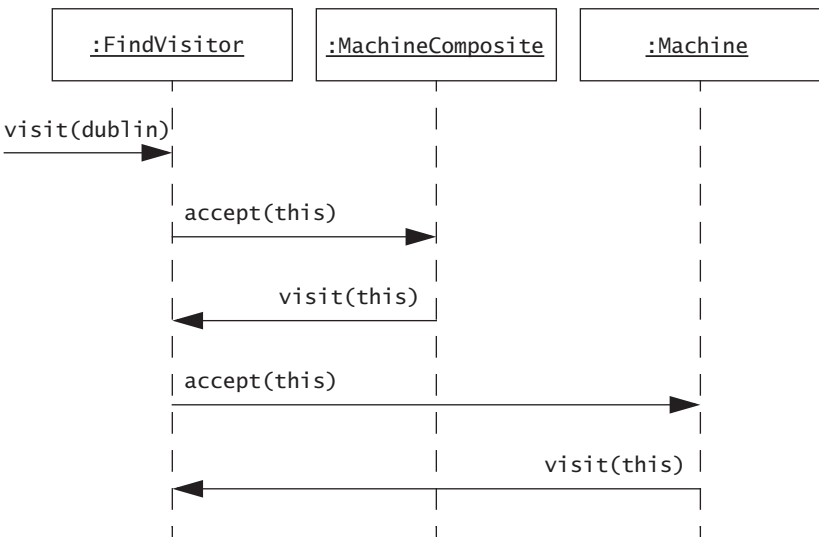 :FindVisitor
:MachineComposite
:Machine
visit(dublin)
accept(this)
visit(this)
accept(this)
visit(this)